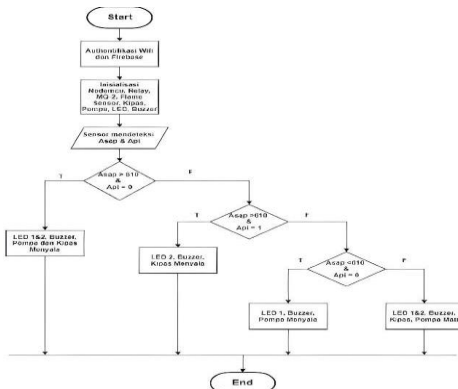 Start
Authentifikasi Wifi
dan Firebase
Inisialisasi
Nodemcu, Relay,
MQ-2, Flame
Sensor, Kipas,
Pompa, LED, Buzzer
Sensor mendeteksi
Asap & Api
Asap > 610
&
Api = 0
T
F
Asap >610
&
Api = 1
T
F
LED 1&2, Buzzer,
Pompa dan Kipas
Menyala
LED 2, Buzzer,
Kipas Menyala
Asap <610
&
Api = 0
T
F
LED 1, Buzzer,
Pompa Menyala
LED 1&2, Buzzer,
Kipas, Pompa Mati
End